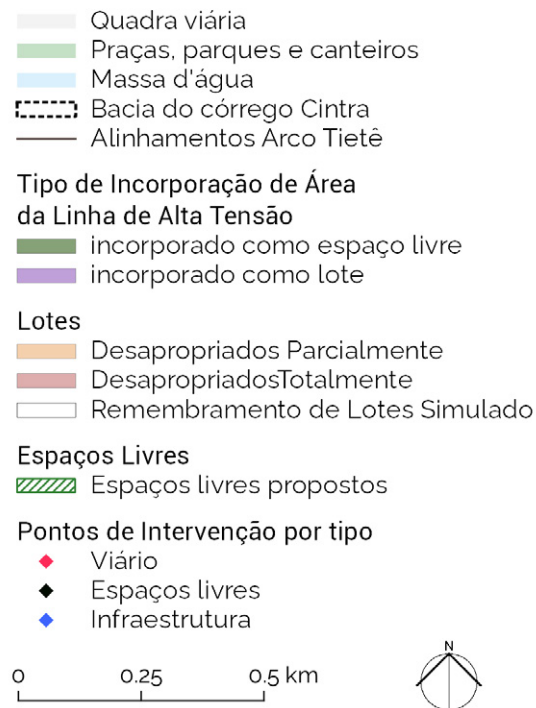 Quadra viária
Praças, parques e canteiros
Massa d'água
Bacia do córrego Cintra
Alinhamentos Arco Tietê
Tipo de Incorporação de Área
da Linha de Alta Tensão
incorporado como espaço livre
incorporado como lote
Lotes
Desapropriados Parcialmente
DesapropriadosTotalmente
Remembramento de Lotes Simulado
Espaços Livres
Espaços livres propostos
Pontos de Intervenção por tipo
Viário
Espaços livres
Infraestrutura
N
0 0.25 0.5 km